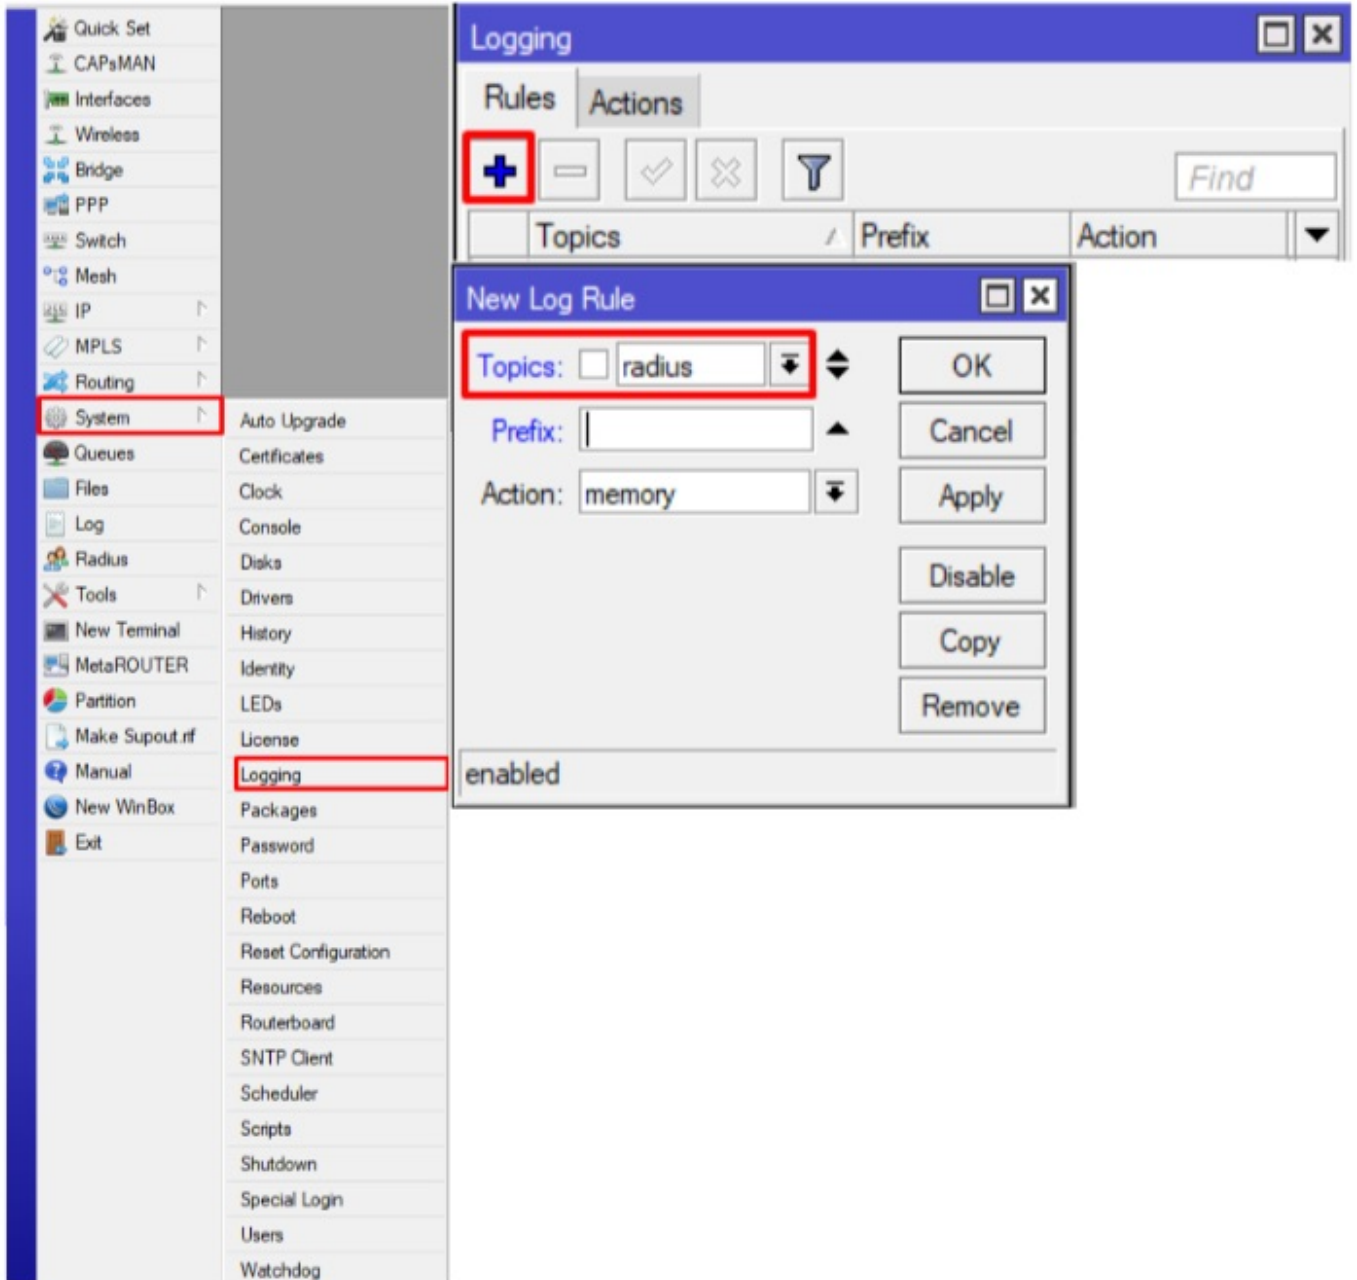 Quick Set
CAPsMAN
Interfaces
Wireless
Bridge
PPP
Switch
Mesh
IP
MPLS
Routing
System
Queues
Files
Log
Radius
Tools
New Terminal
MetaROUTER
Partition
Make Supout.rif
Manual
New WinBox
Exit
Auto Upgrade
Certificates
Clock
Console
Disks
Drivers
History
Identity
LEDs
License
Logging
Packages
Password
Ports
Reboot
Reset Configuration
Resources
Routerboard
SNTP Client
Scheduler
Scripts
Shutdown
Special Login
Users
Watchdog
Logging
Rules Actions
Find
Topics Prefix Action
New Log Rule
Topics: radius OK
Prefix: Cancel
Action: memory Apply
Disable
Copy
Remove
enabled